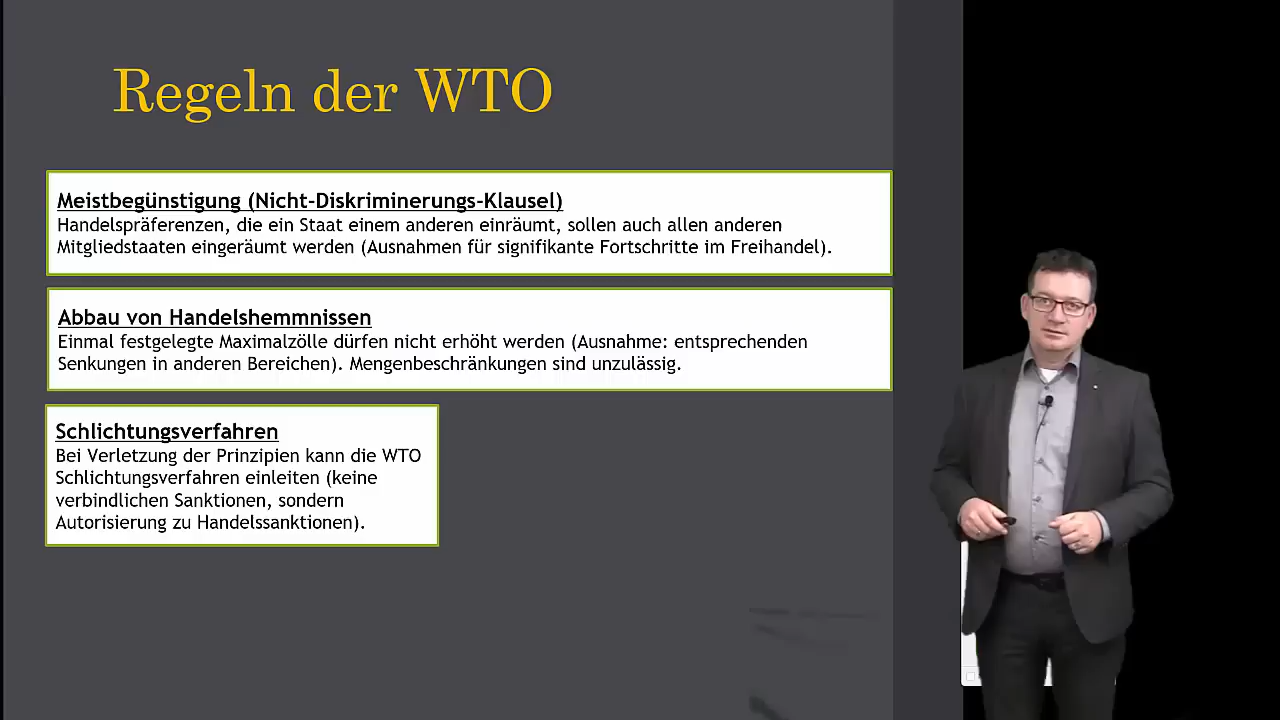 Regeln der WTO
Meistbegünstigung (Nicht-Diskriminerungs-Klausel)
Handelspräferenzen, die ein Staat einem anderen einräumt, sollen auch allen anderen
Mitgliedstaaten eingeräumt werden (Ausnahmen für signifikante Fortschritte im Freihandel).
Abbau von Handelshemmnissen
Einmal festgelegte Maximalzölle dürfen nicht erhöht werden (Ausnahme: entsprechenden
Senkungen in anderen Bereichen). Mengenbeschränkungen sind unzulässig.
Schlichtungsverfahren
Bei Verletzung der Prinzipien kann die WTO
Schlichtungsverfahren einleiten (keine
verbindlichen Sanktionen, sondern
Autorisierung zu Handelssanktionen).